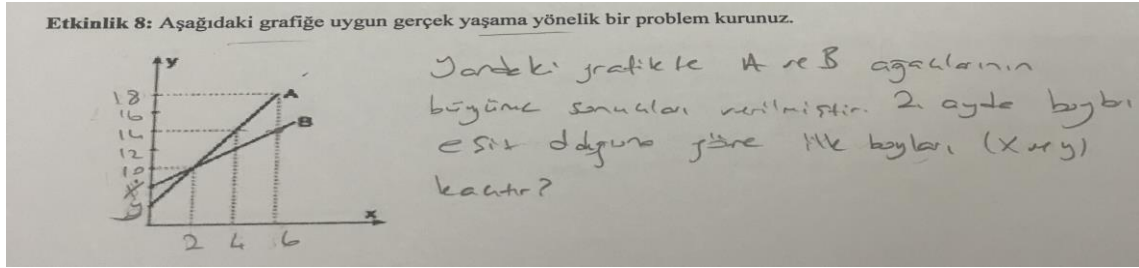 Etkinlik 8: Aşağıdaki grafiğe uygun gerçek yaşama yönelik bir problem kurunuz.
y
18
16
14
12
10
x
y
A
B
x
2 4 6
Yandaki grafikte A ve B ağaçlarının
büyüme sonuçları verilmiştir. 2. ayda boyları
eşit olduğuna göre ilk boyları (x ve y)
kaçtır?